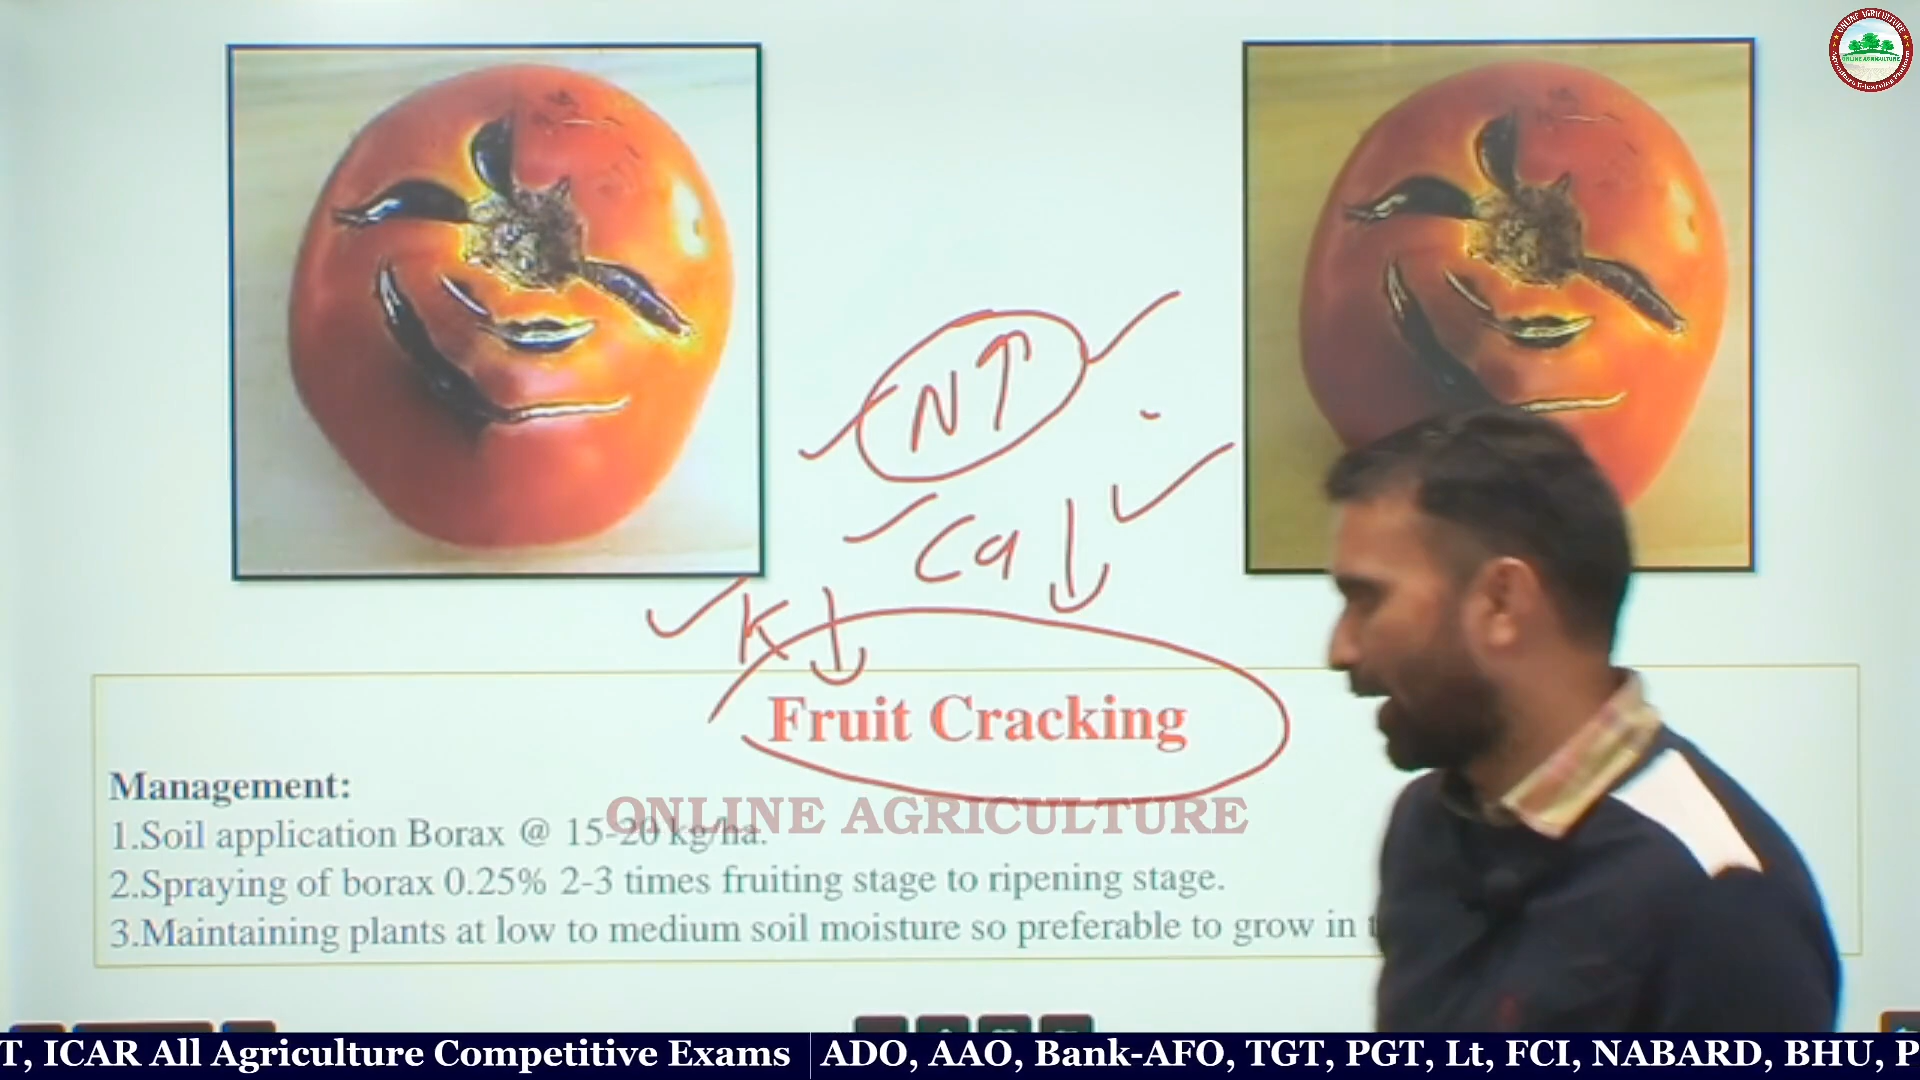 ONLINE AGRICULTURE
N↑
Ca↓
K↓
Fruit Cracking
Management:
1.Soil application Borax @ 15-20 kg/ha.
ONLINE AGRICULTURE
2.Spraying of borax 0.25% 2-3 times fruiting stage to ripening stage.
3.Maintaining plants at low to medium soil moisture so preferable to grow in
T, ICAR All Agriculture Competitive Exams ADO, AAO, Bank-AFO, TGT, PGT, Lt, FCI, NABARD, BHU, P